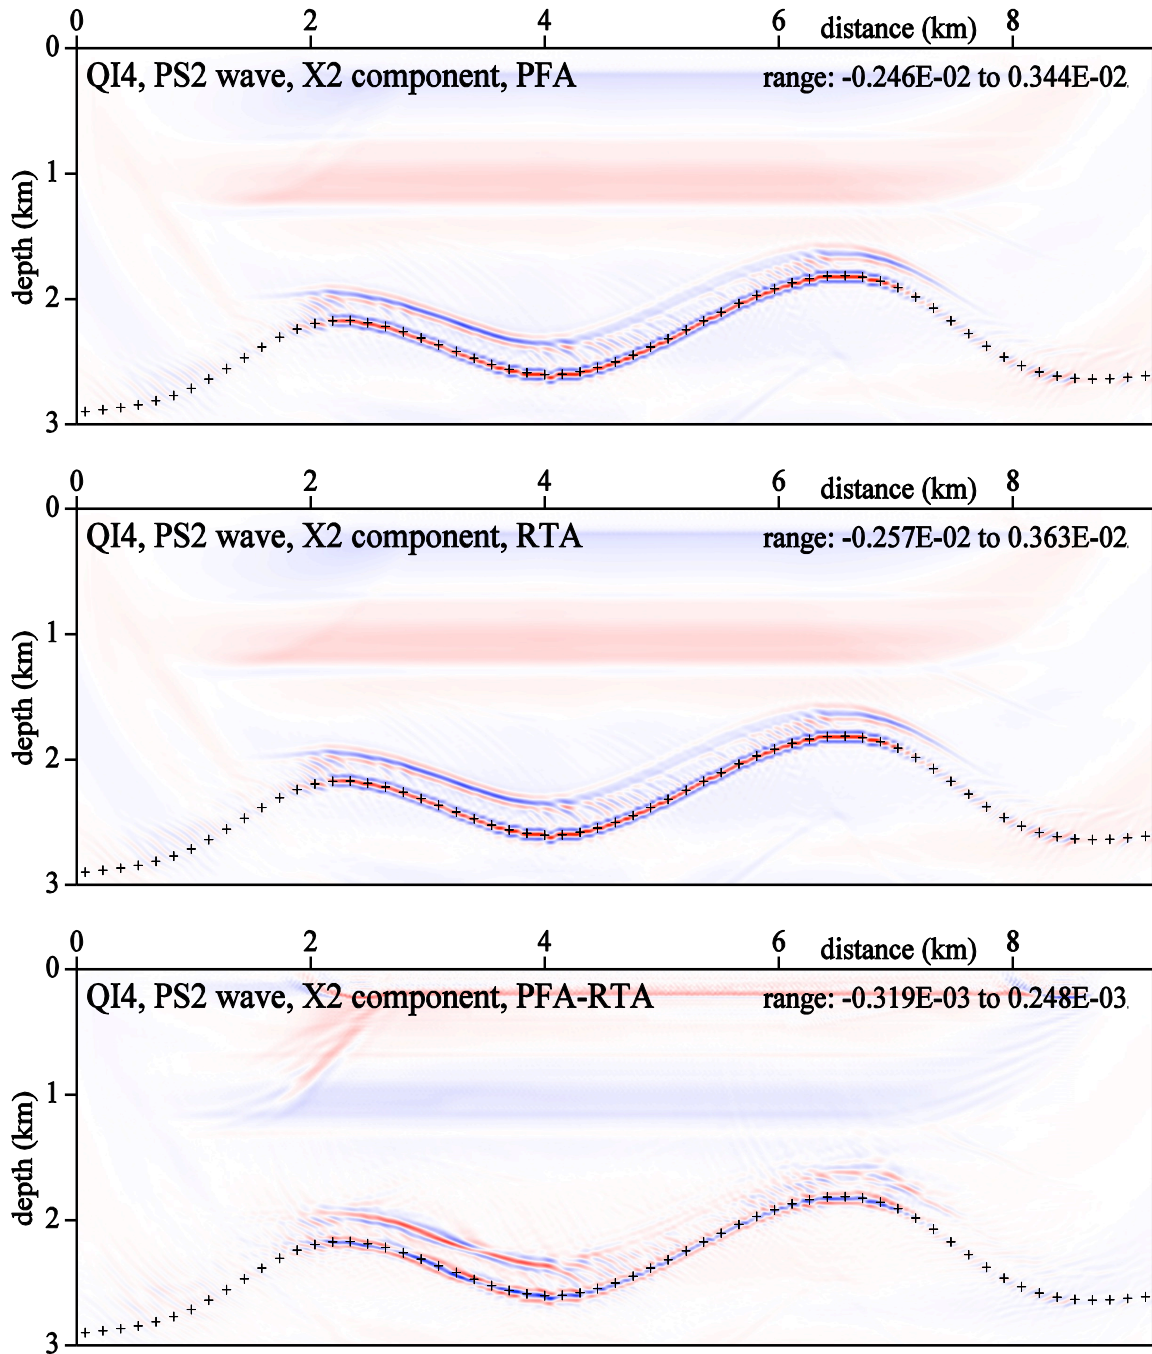 0 2 4 6 distance (km) 8
0
QI4, PS2 wave, X2 component, PFA range: -0.246E-02 to 0.344E-02.
1
depth (km)
2
3
0 2 4 6 distance (km) 8
0
QI4, PS2 wave, X2 component, RTA range: -0.257E-02 to 0.363E-02.
1
depth (km)
2
3
0 2 4 6 distance (km) 8
0
QI4, PS2 wave, X2 component, PFA-RTA range: -0.319E-03 to 0.248E-03.
1
depth (km)
2
3